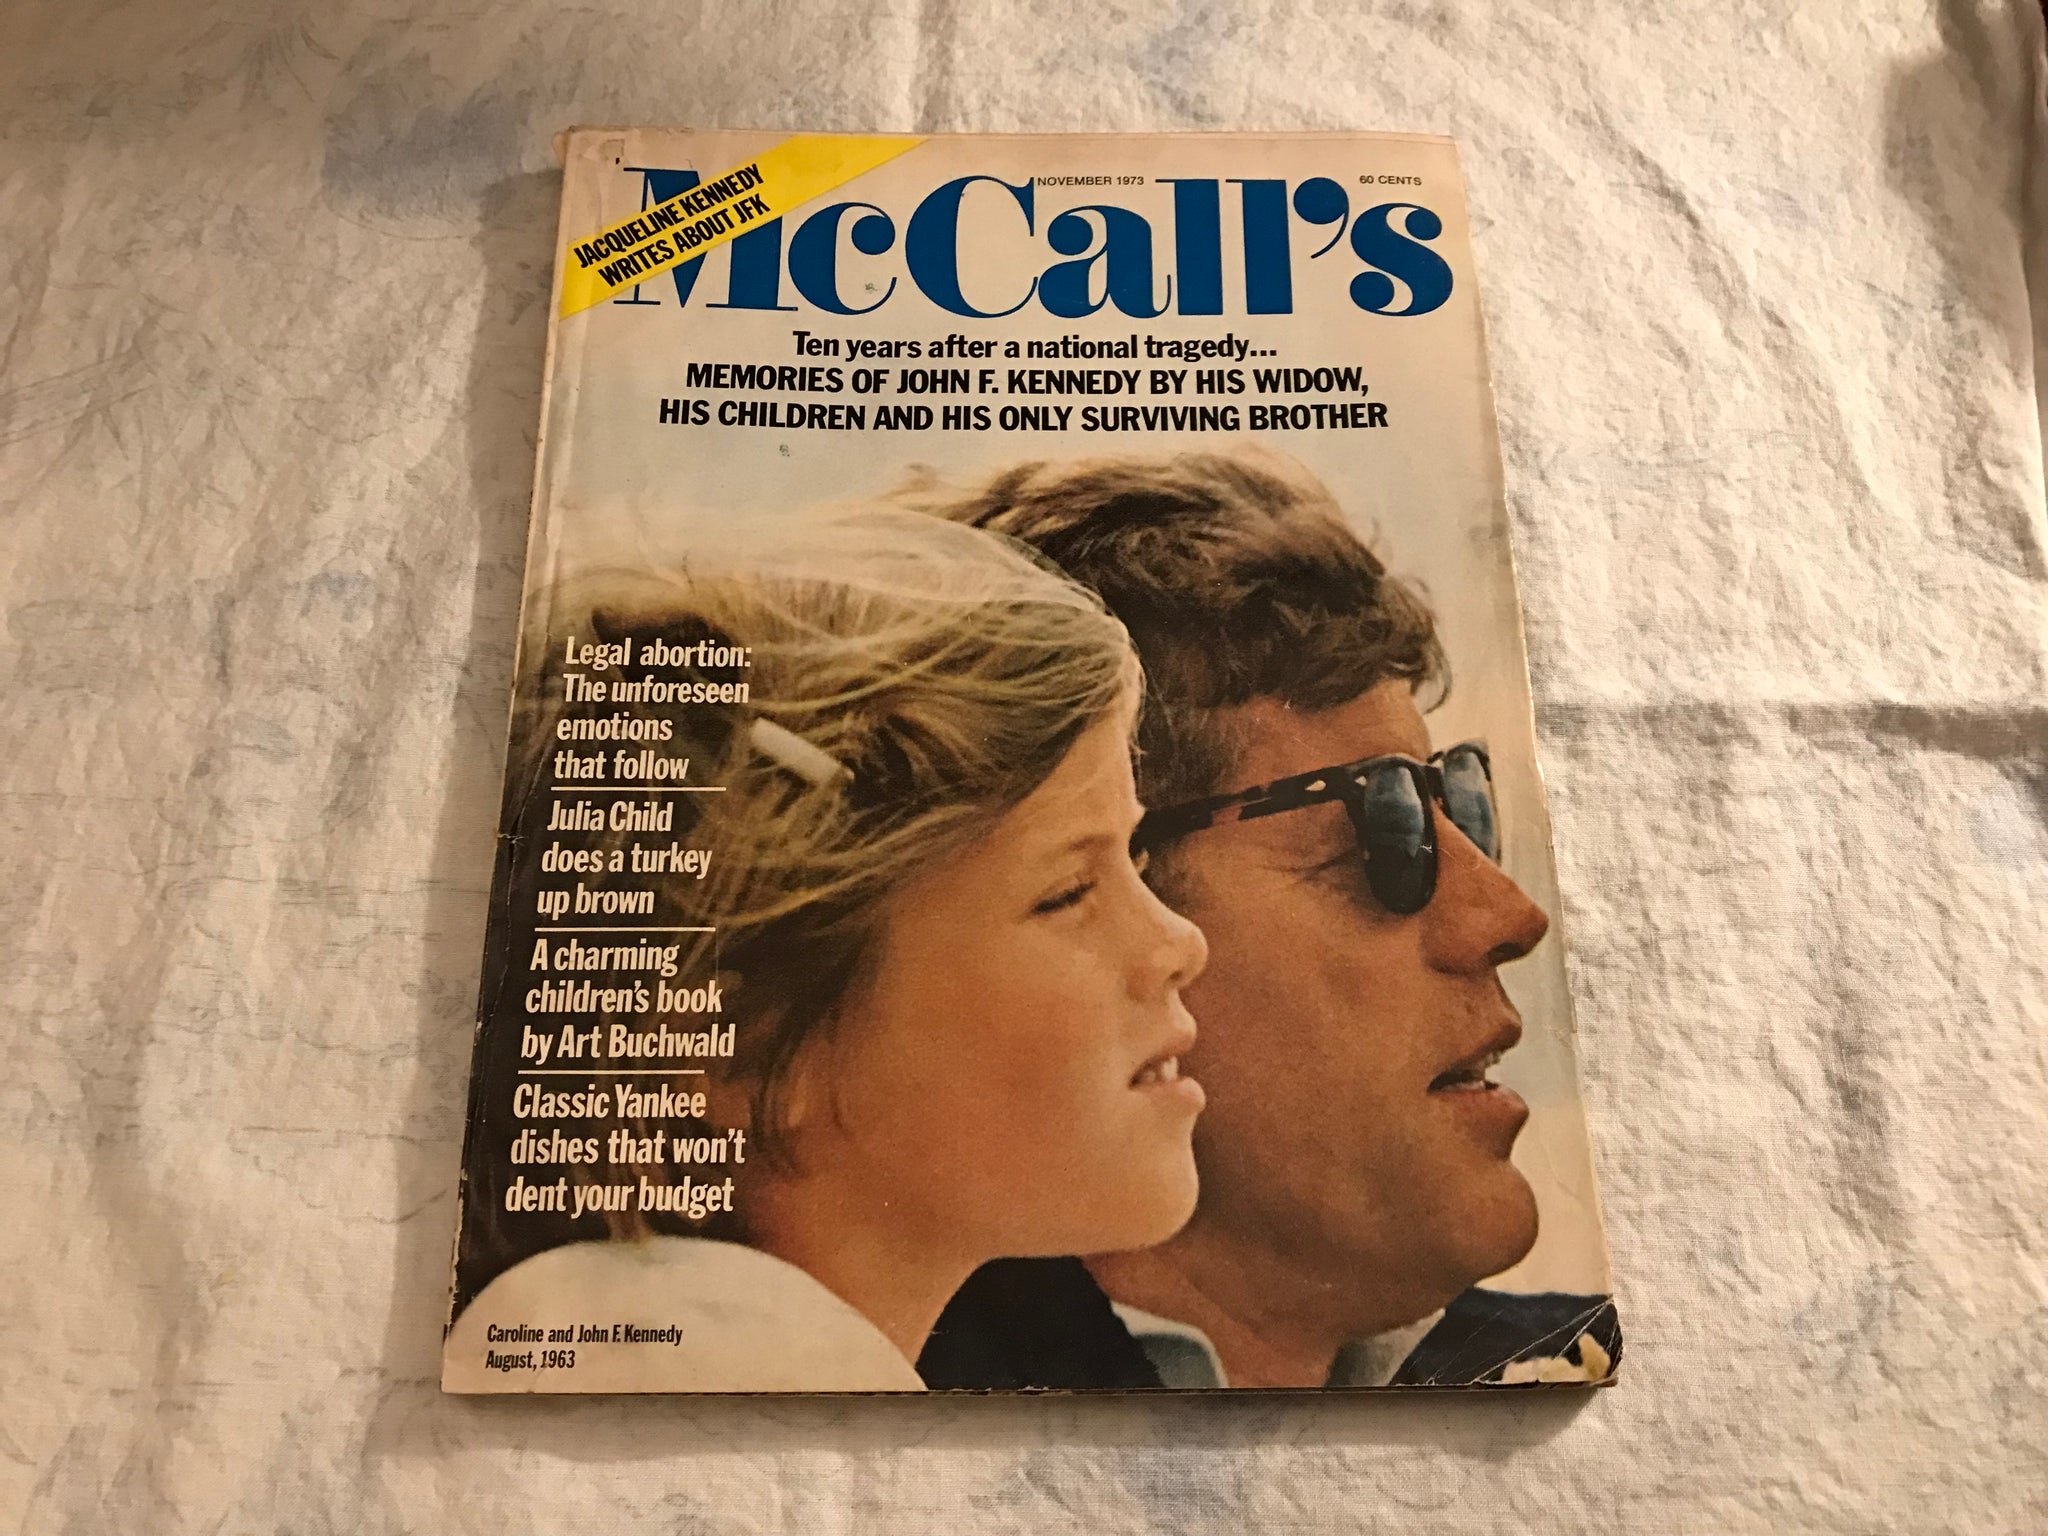 JACQUELINE KENNEDY
WRITES ABOUT JFK
McCall's
NOVEMBER 1973
60 CENTS
Ten years after a national tragedy...
MEMORIES OF JOHN F. KENNEDY BY HIS WIDOW,
HIS CHILDREN AND HIS ONLY SURVIVING BROTHER
Legal abortion:
The unforeseen
emotions
that follow
Julia Child
does a turkey
up brown
A charming
children's book
by Art Buchwald
Classic Yankee
dishes that won't
dent your budget
Caroline and John F. Kennedy
August, 1963